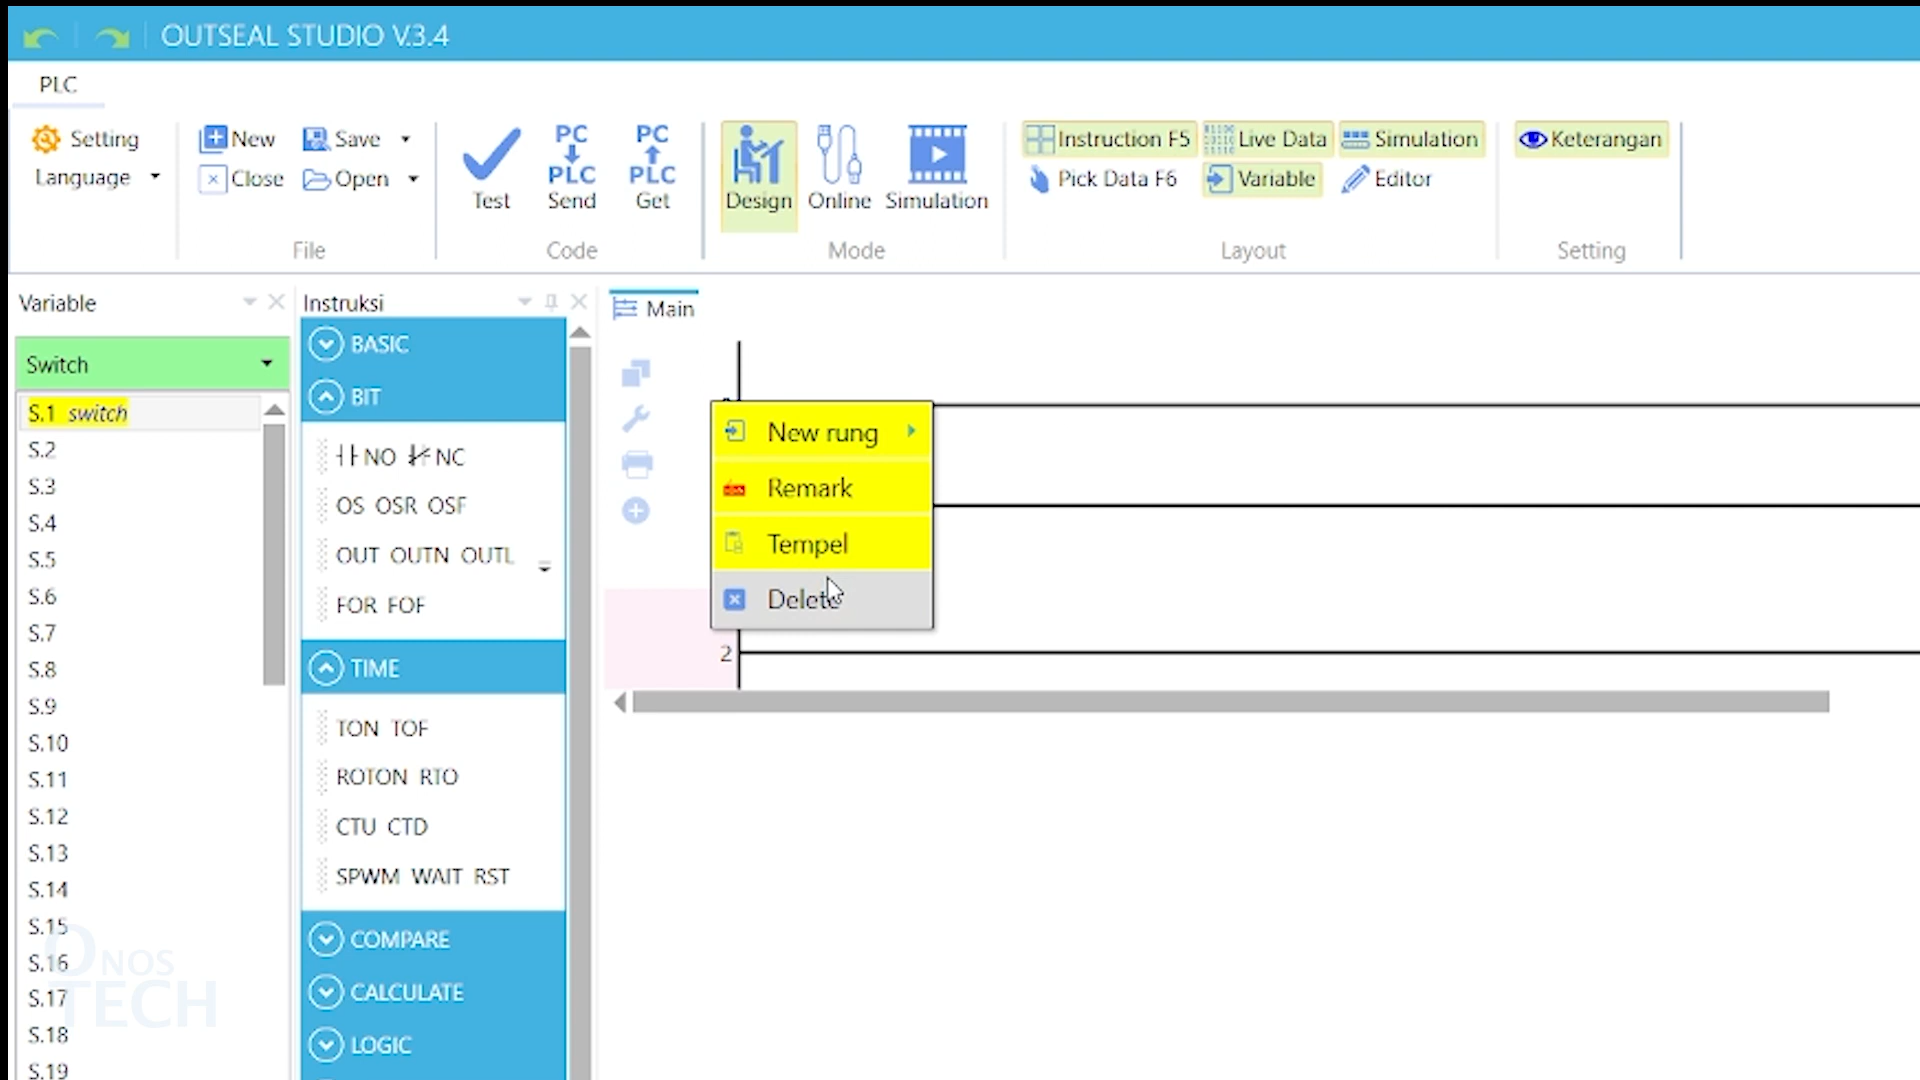 OUTSEAL STUDIO V.3.4
PLC
Setting
Language
New
Save
Close
Open
File
Test
PC
PLC
Send
PC
PLC
Get
Code
Design
Online
Simulation
Mode
Instruction F5
Live Data
Simulation
Pick Data F6
Variable
Editor
Layout
Keterangan
Setting
Variable
Switch
S.1 switch
S.2
S.3
S.4
S.5
S.6
S.7
S.8
S.9
S.10
S.11
S.12
S.13
S.14
S.15
S.16
S.17
S.18
S.19
ONOS
TECH
Instruksi
BASIC
BIT
NO NC
OS OSR OSF
OUT OUTN OUTL
FOR FOF
TIME
TON TOF
ROTON RTO
CTU CTD
SPWM WAIT RST
COMPARE
CALCULATE
LOGIC
Main
New rung
Remark
Tempel
Delete
2